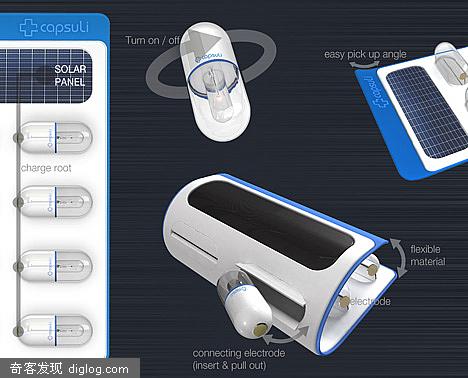 capsuli
SOLAR
PANEL
charge root
Turn on / off
easy pick up angle
capsuli
flexible
material
electrode
connecting electrode
(insert & pull out)
奇客发现 diglog.com